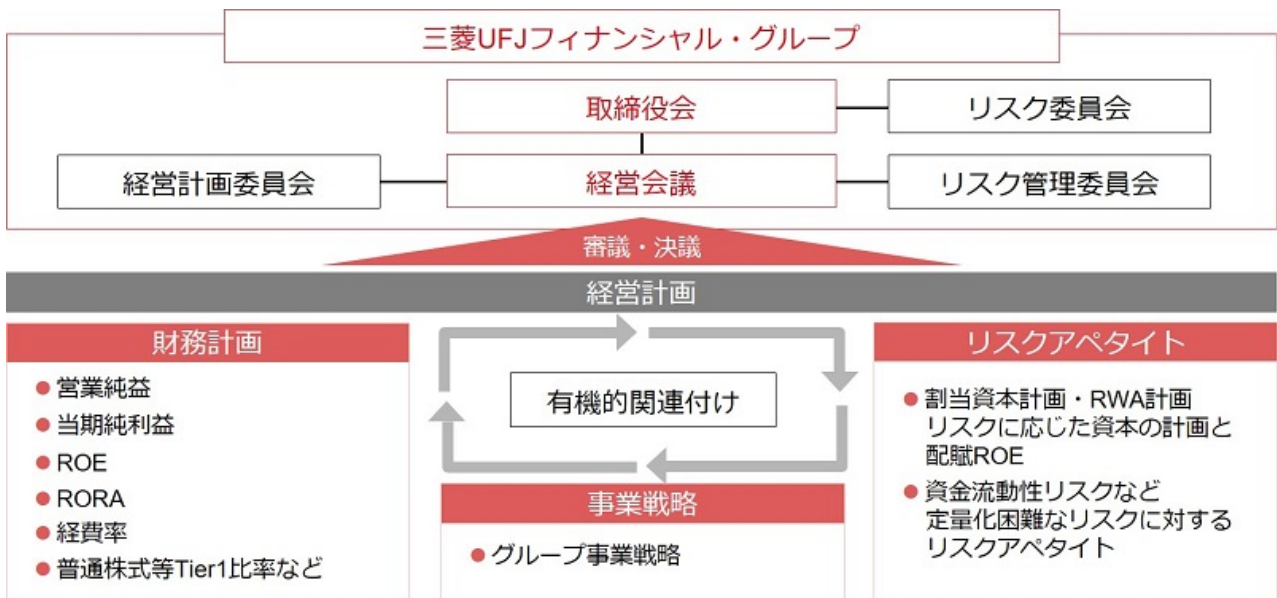 三菱UFJフィナンシャル・グループ
取締役会
リスク委員会
経営計画委員会
経営会議
リスク管理委員会
審議・決議
経営計画
財務計画
● 営業純益
● 当期純利益
● ROE
● RORA
● 経費率
● 普通株式等Tier1比率など
有機的関連付け
事業戦略
● グループ事業戦略
リスクアペタイト
● 割当資本計画・RWA計画
リスクに応じた資本の計画と
配賦ROE
● 資金流動性リスクなど
定量化困難なリスクに対する
リスクアペタイト